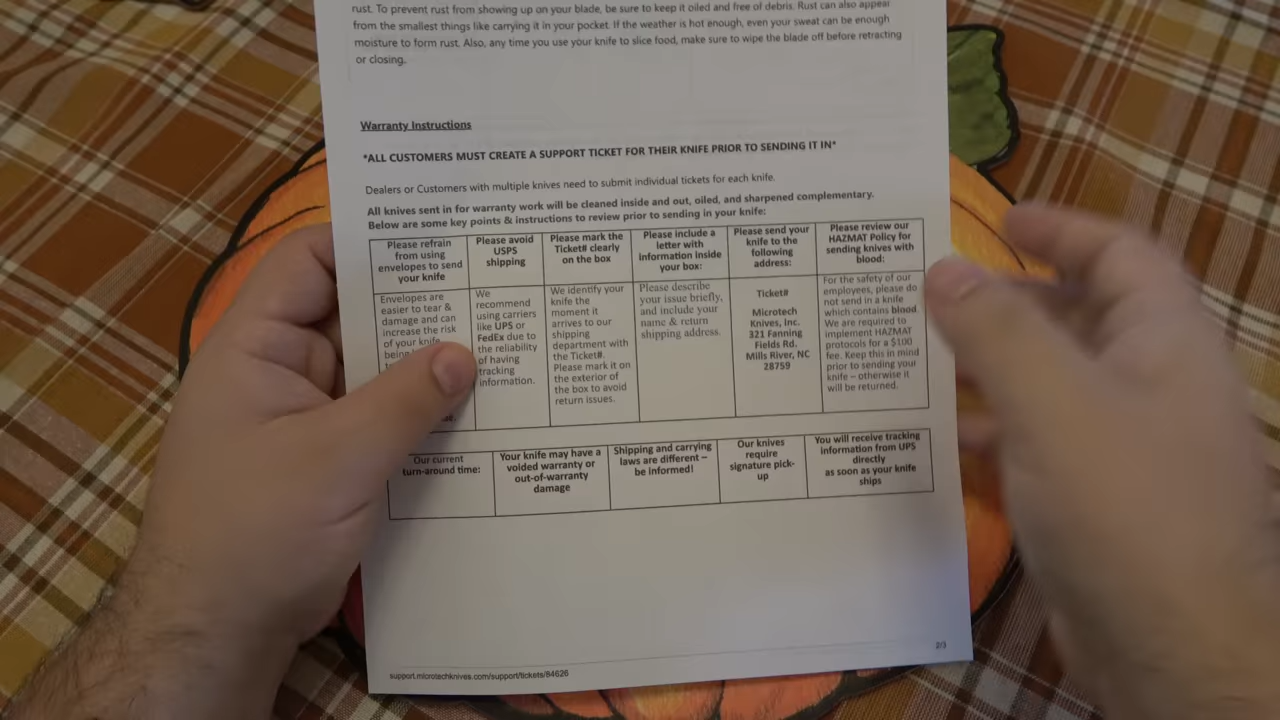 rust. To prevent rust from showing up on your blade, be sure to keep it oiled and free of debris. Rust can also appear
from the smallest things like carrying it in your pocket. If the weather is hot enough, even your sweat can be enough
moisture to form rust. Also, any time you use your knife to slice food, make sure to wipe the blade off before retracting
or closing.
Warranty Instructions
*ALL CUSTOMERS MUST CREATE A SUPPORT TICKET FOR THEIR KNIFE PRIOR TO SENDING IT IN*
Dealers or Customers with multiple knives need to submit individual tickets for each knife.
All knives sent in for warranty work will be cleaned inside and out, oiled, and sharpened complementary.
Below are some key points & instructions to review prior to sending in your knife:
Please refrain
from using
envelopes to send
your knife
Please avoid
USPS
shipping
Please mark the
Ticket# clearly
on the box
Please include a
letter with
information inside
your box:
Please send your
knife to the
following
address:
Please review our
HAZMAT Policy for
sending knives with
blood:
Envelopes are
easier to tear &
damage and can
increase the risk
of your knife
We
recommend
using carriers
like UPS or
FedEx due to
the reliability
of having
tracking
information.
We identify your
knife the
moment it
arrives to our
shipping
department with
the Ticket#.
Please mark it on
the exterior of
the box to avoid
return issues.
Please describe
your issue briefly,
and include your
name & return
shipping address.
Ticket#
Microtech
Knives, Inc.
321 Fanning
Fields Rd.
Mills River, NC
28759
For the safety of our
employees, please do
not send in a knife
which contains blood.
We are required to
implement HAZMAT
protocols for a $100
fee. Keep this in mind
prior to sending your
knife – otherwise it
will be returned.
Our current
turn-around time:
Your knife may have a
voided warranty or
out-of-warranty
damage
Shipping and carrying
laws are different –
be informed!
Our knives
require
signature pick-
up
You will receive tracking
information from UPS
directly
as soon as your knife
ships
2/3
support.microtechknives.com/support/tickets/84626